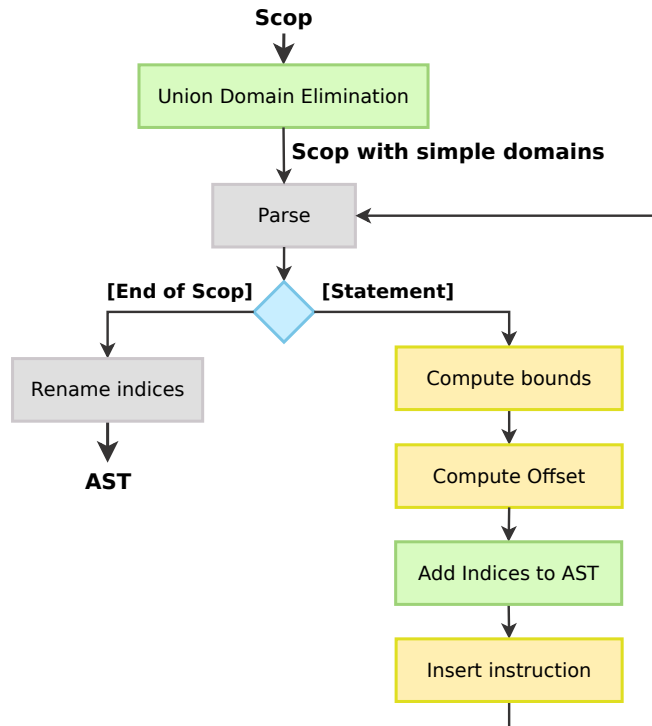 Scop
Union Domain Elimination
Scop with simple domains
Parse
[End of Scop]
[Statement]
Rename indices
Compute bounds
AST
Compute Offset
Add Indices to AST
Insert instruction